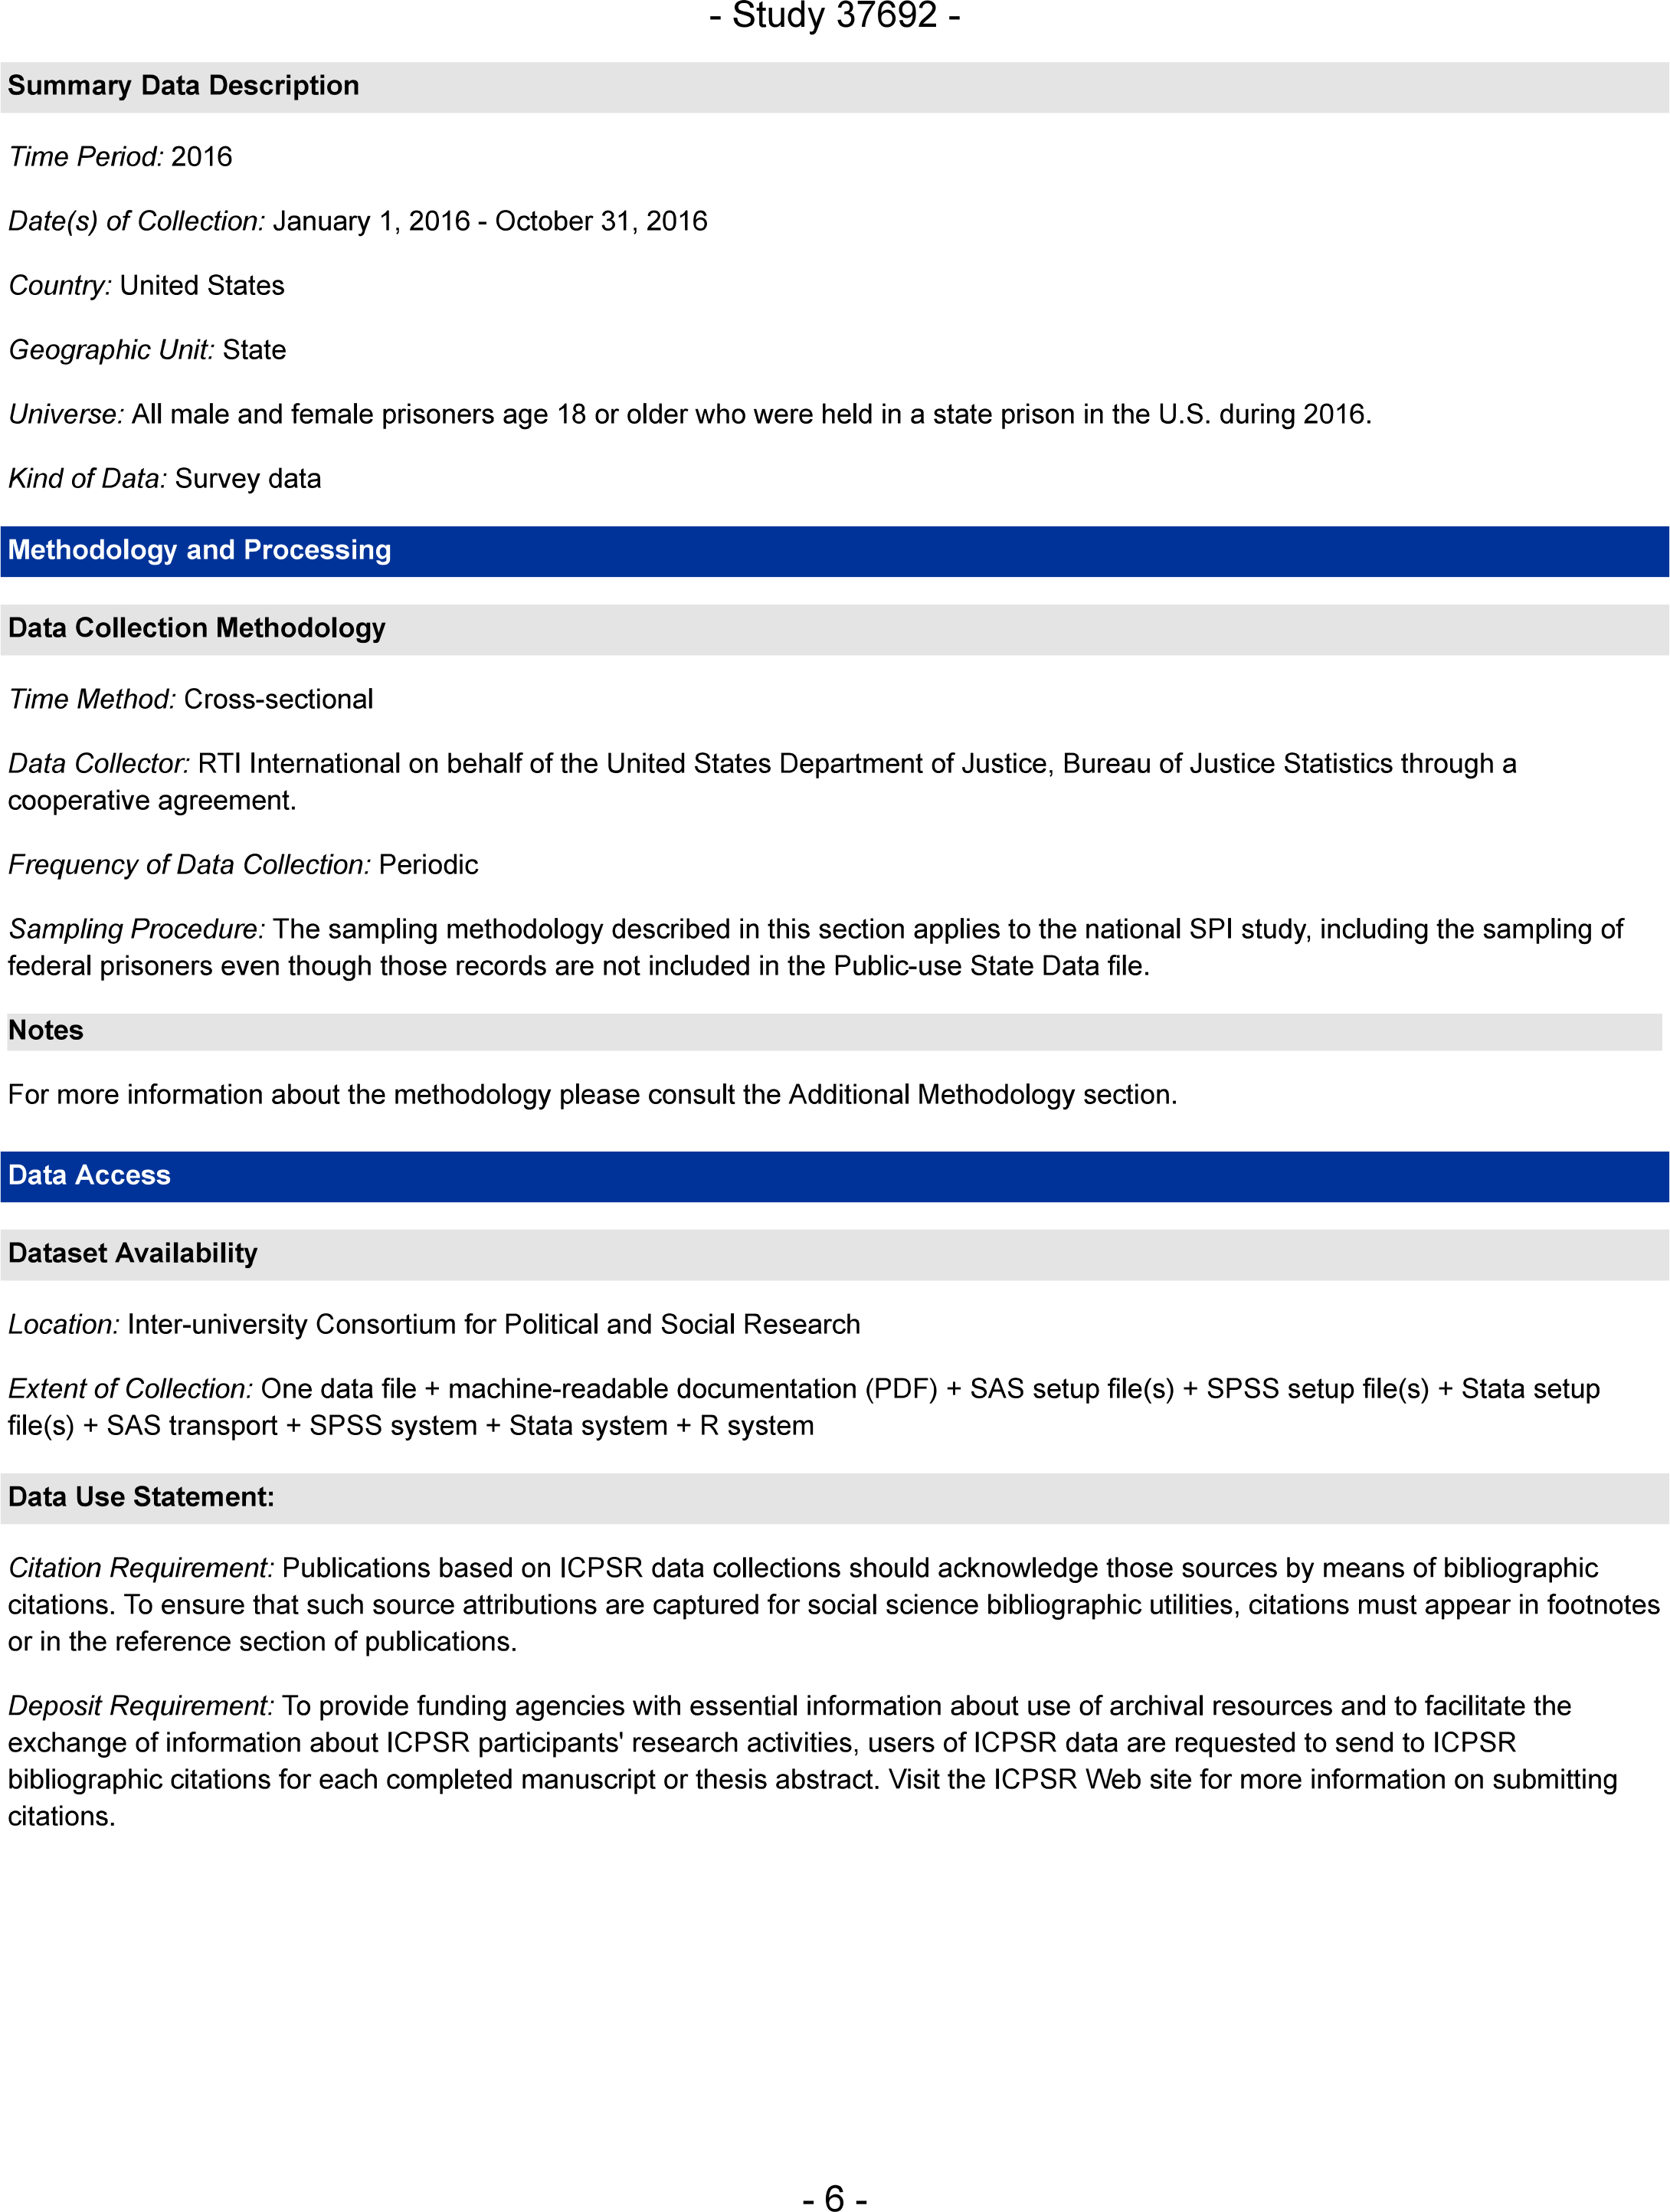 - Study 37692 -
Summary Data Description
Time Period: 2016
Date(s) of Collection: January 1, 2016 - October 31, 2016
Country: United States
Geographic Unit: State
Universe: All male and female prisoners age 18 or older who were held in a state prison in the U.S. during 2016.
Kind of Data: Survey data
Methodology and Processing
Data Collection Methodology
Time Method: Cross-sectional
Data Collector: RTI International on behalf of the United States Department of Justice, Bureau of Justice Statistics through a
cooperative agreement.
Frequency of Data Collection: Periodic
Sampling Procedure: The sampling methodology described in this section applies to the national SPI study, including the sampling of
federal prisoners even though those records are not included in the Public-use State Data file.
Notes
For more information about the methodology please consult the Additional Methodology section.
Data Access
Dataset Availability
Location: Inter-university Consortium for Political and Social Research
Extent of Collection: One data file + machine-readable documentation (PDF) + SAS setup file(s) + SPSS setup file(s) + Stata setup
file(s) + SAS transport + SPSS system + Stata system + R system
Data Use Statement:
Citation Requirement: Publications based on ICPSR data collections should acknowledge those sources by means of bibliographic
citations. To ensure that such source attributions are captured for social science bibliographic utilities, citations must appear in footnotes
or in the reference section of publications.
Deposit Requirement: To provide funding agencies with essential information about use of archival resources and to facilitate the
exchange of information about ICPSR participants' research activities, users of ICPSR data are requested to send to ICPSR
bibliographic citations for each completed manuscript or thesis abstract. Visit the ICPSR Web site for more information on submitting
citations.
- 6 -